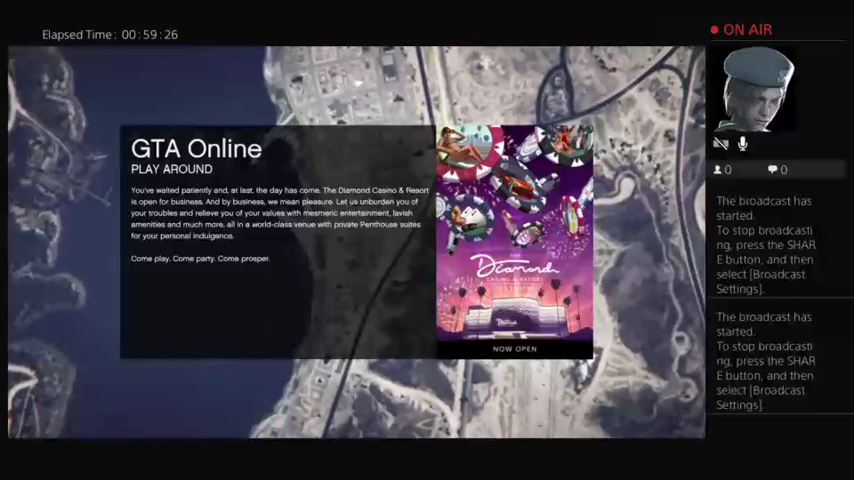 Elapsed Time: 00:59:26
ON AIR
GTA Online
PLAY AROUND
You've waited patiently and, at last, the day has come. The Diamond Casino & Resort
is open for business. And by business, we mean pleasure. Let us unburden you of
your troubles and relieve you of your values with mesmeric entertainment, lavish
amenities and much more, all in a world-class venue with private Penthouse suites
for your personal indulgence.
Come play. Come party. Come prosper.
THE
Diamond
CASINO & RESORT
NOW OPEN
0
0
The broadcast has
started.
To stop broadcasti
ng, press the SHAR
E button, and then
select [Broadcast
Settings].
The broadcast has
started.
To stop broadcasti
ng, press the SHAR
E button, and then
select [Broadcast
Settings].